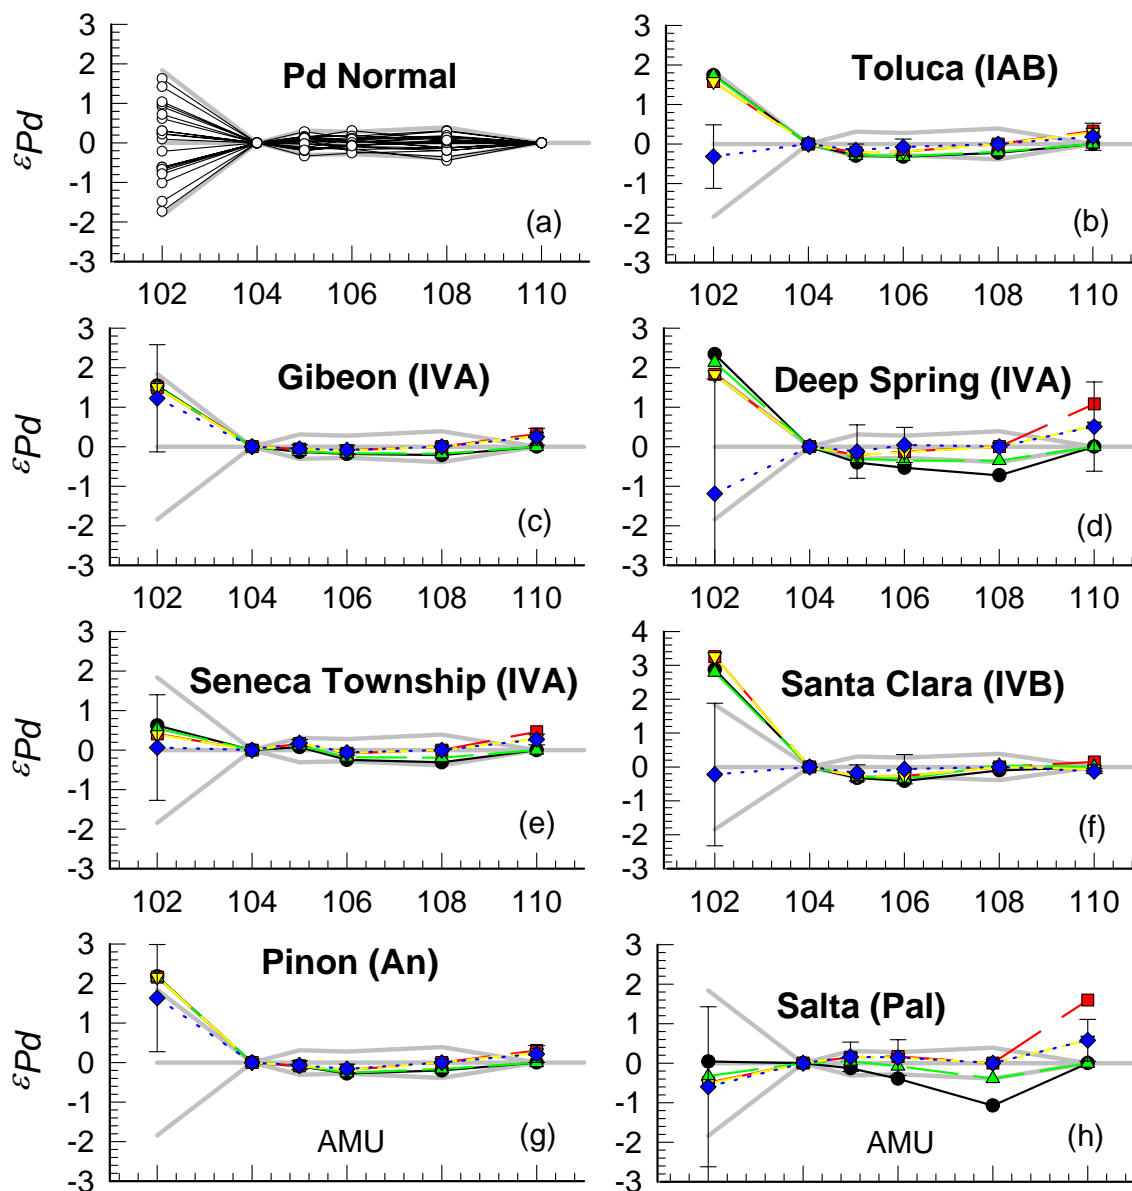 3
2
1
0
-1
-2
-3
εPd
Pd Normal
(a)
102 104 106 108 110
3
2
1
0
-1
-2
-3
Toluca (IAB)
(b)
102 104 106 108 110
3
2
1
0
-1
-2
-3
εPd
Gibeon (IVA)
(c)
102 104 106 108 110
3
2
1
0
-1
-2
-3
Deep Spring (IVA)
(d)
102 104 106 108 110
3
2
1
0
-1
-2
-3
εPd
Seneca Township (IVA)
(e)
102 104 106 108 110
4
3
2
1
0
-1
-2
-3
Santa Clara (IVB)
(f)
102 104 106 108 110
3
2
1
0
-1
-2
-3
εPd
Pinon (An)
AMU
(g)
3
2
1
0
-1
-2
-3
Salta (Pal)
AMU
(h)